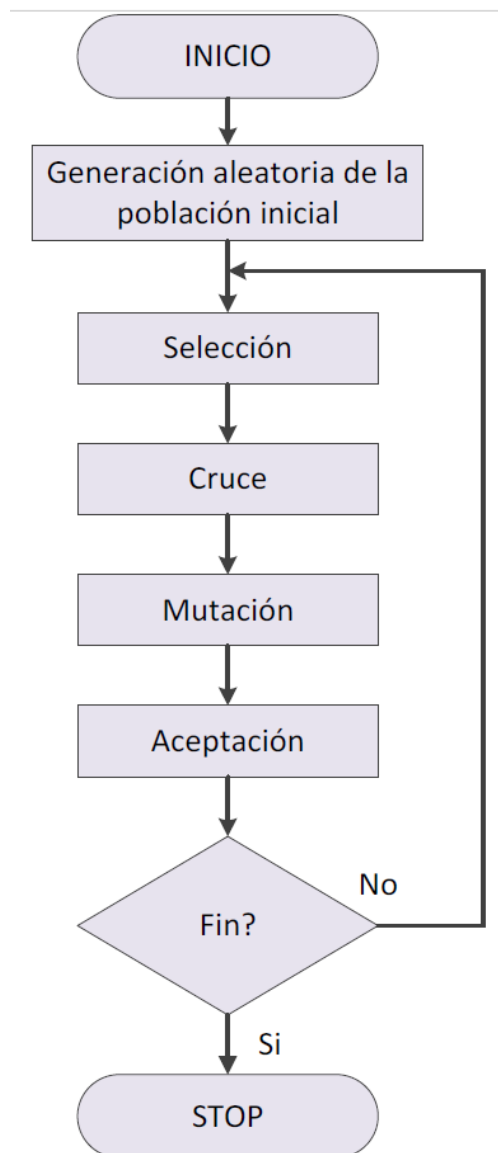 INICIO
Generación aleatoria de la
población inicial
Selección
Cruce
Mutación
Aceptación
No
Fin?
Si
STOP